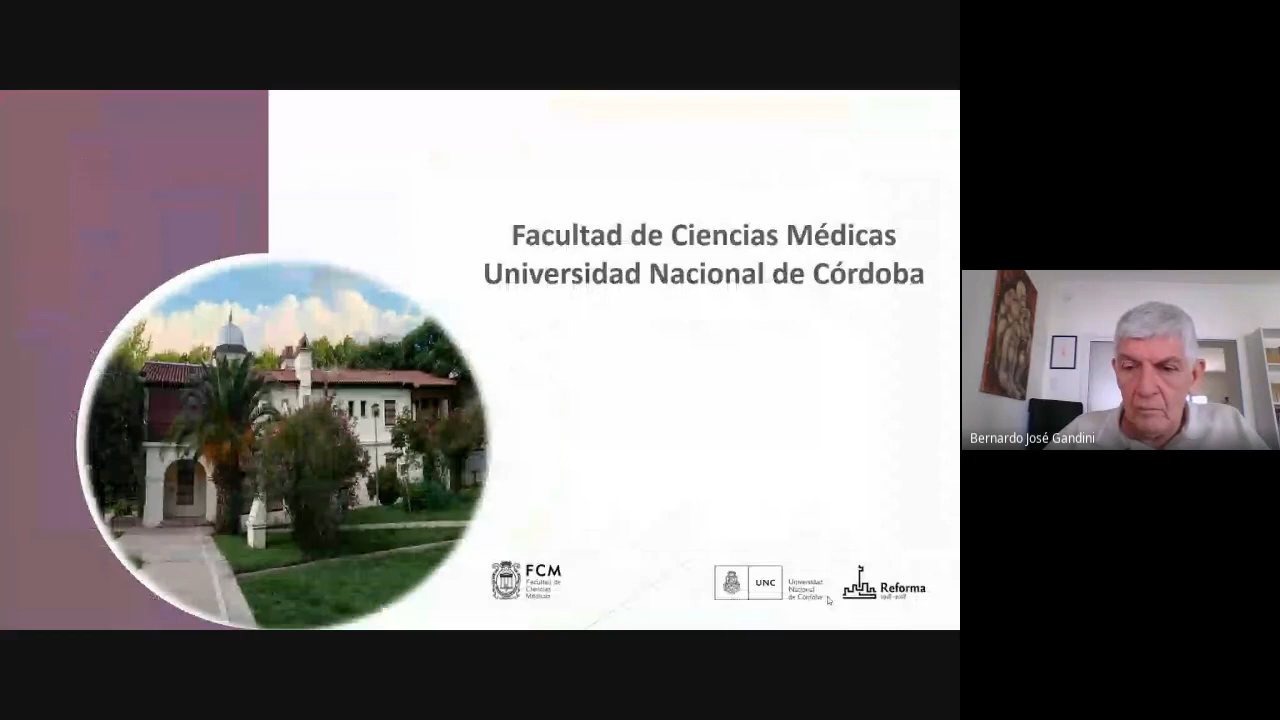 Facultad de Ciencias Médicas
Universidad Nacional de Córdoba
Bernardo José Gandini
FCM
Facultad de
Ciencias
Médicas
UNC
Universidad
Nacional
de Córdoba
Reforma